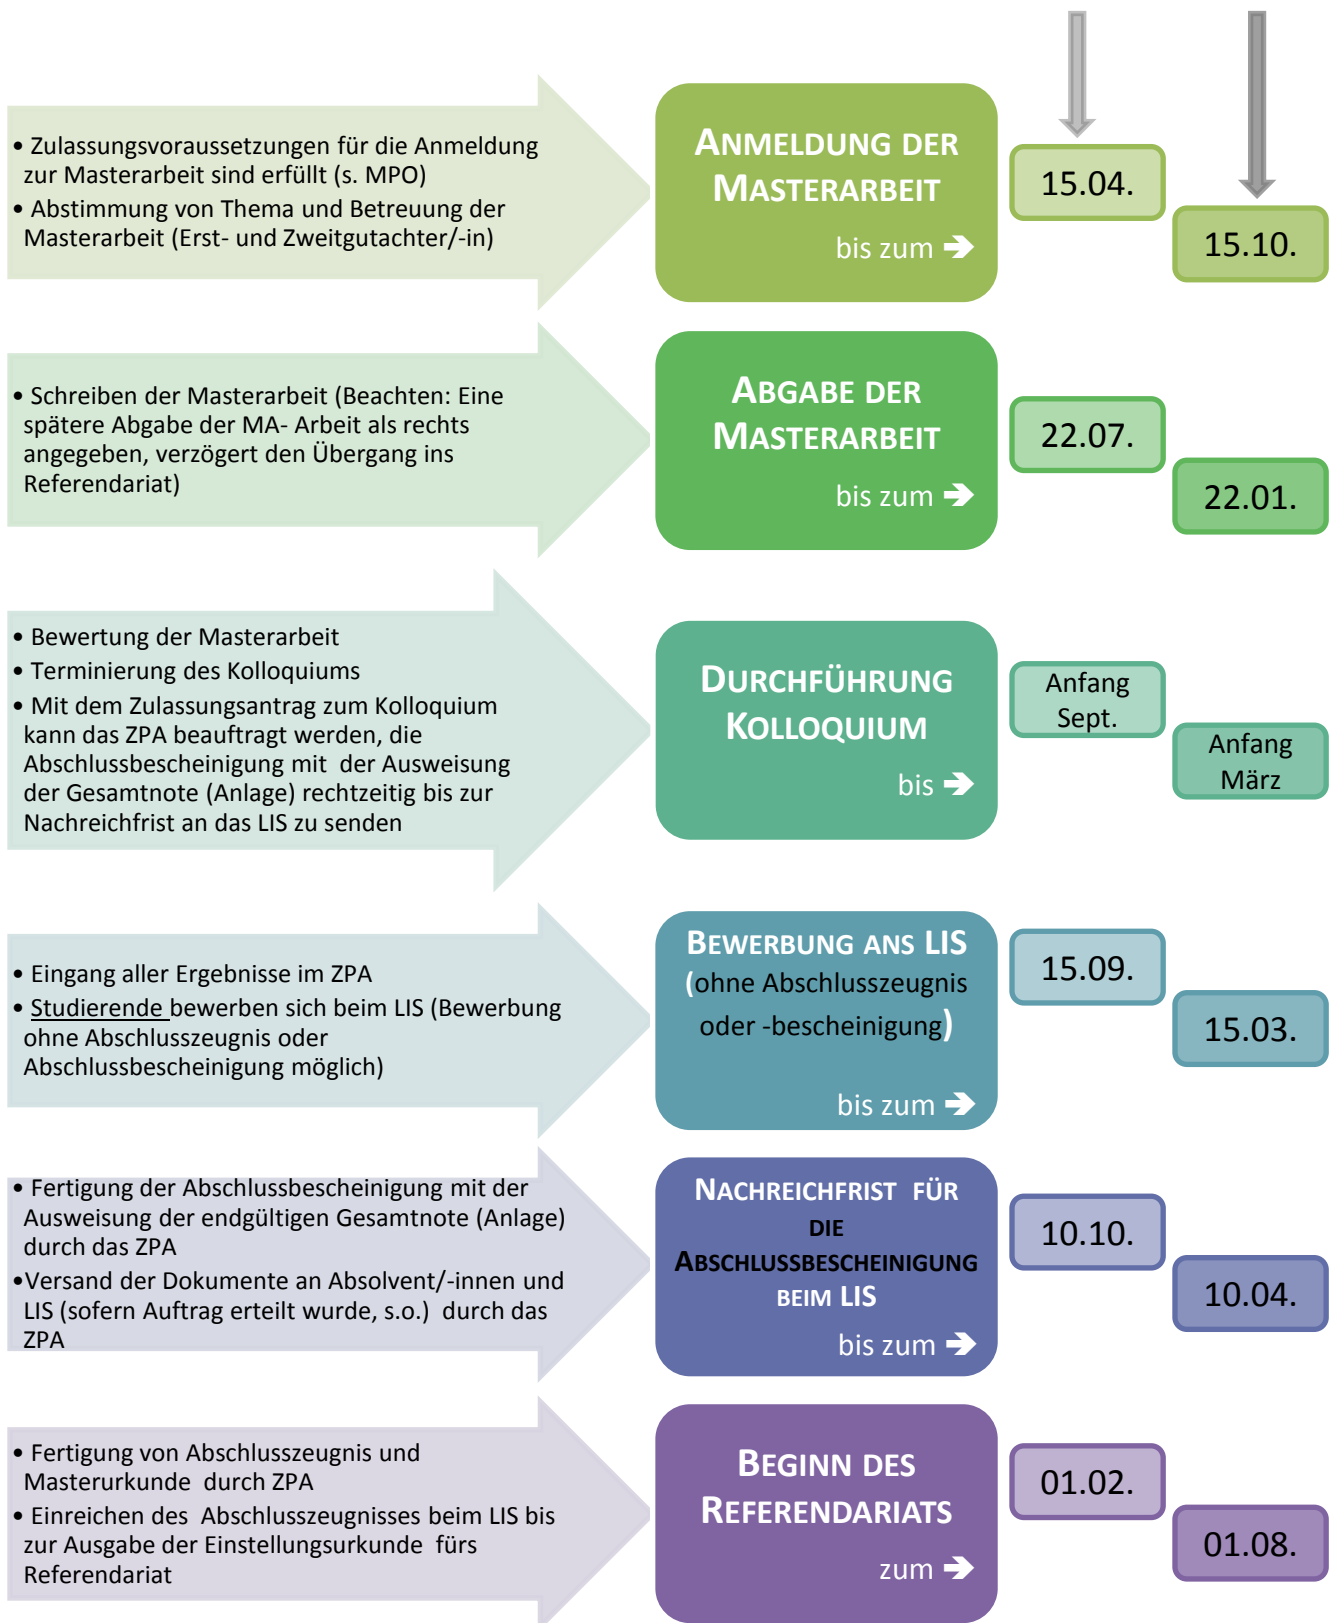 • Zulassungsvoraussetzungen für die Anmeldung
zur Masterarbeit sind erfüllt (s. MPO)
• Abstimmung von Thema und Betreuung der
Masterarbeit (Erst- und Zweitgutachter/-in)
ANMELDUNG DER
MASTERARBEIT
bis zum ➔
15.04.
15.10.
• Schreiben der Masterarbeit (Beachten: Eine
spätere Abgabe der MA- Arbeit als rechts
angegeben, verzögert den Übergang ins
Referendariat)
ABGABE DER
MASTERARBEIT
bis zum ➔
22.07.
22.01.
• Bewertung der Masterarbeit
• Terminierung des Kolloquiums
• Mit dem Zulassungsantrag zum Kolloquium
kann das ZPA beauftragt werden, die
Abschlussbescheinigung mit der Ausweisung
der Gesamtnote (Anlage) rechtzeitig bis zur
Nachreichfrist an das LIS zu senden
DURCHFÜHRUNG
KOLLOQUIUM
bis ➔
Anfang
Sept.
Anfang
März
• Eingang aller Ergebnisse im ZPA
• Studierende bewerben sich beim LIS (Bewerbung
ohne Abschlusszeugnis oder
Abschlussbescheinigung möglich)
BEWERBUNG ANS LIS
(ohne Abschlusszeugnis
oder -bescheinigung)
bis zum ➔
15.09.
15.03.
• Fertigung der Abschlussbescheinigung mit der
Ausweisung der endgültigen Gesamtnote (Anlage)
durch das ZPA
•Versand der Dokumente an Absolvent/-innen und
LIS (sofern Auftrag erteilt wurde, s.o.) durch das
ZPA
NACHREICHFRIST FÜR
DIE
ABSCHLUSSBESCHEINIGUNG
BEIM LIS
bis zum ➔
10.10.
10.04.
• Fertigung von Abschlusszeugnis und
Masterurkunde durch ZPA
• Einreichen des Abschlusszeugnisses beim LIS bis
zur Ausgabe der Einstellungsurkunde fürs
Referendariat
BEGINN DES
REFERENDARIATS
zum ➔
01.02.
01.08.